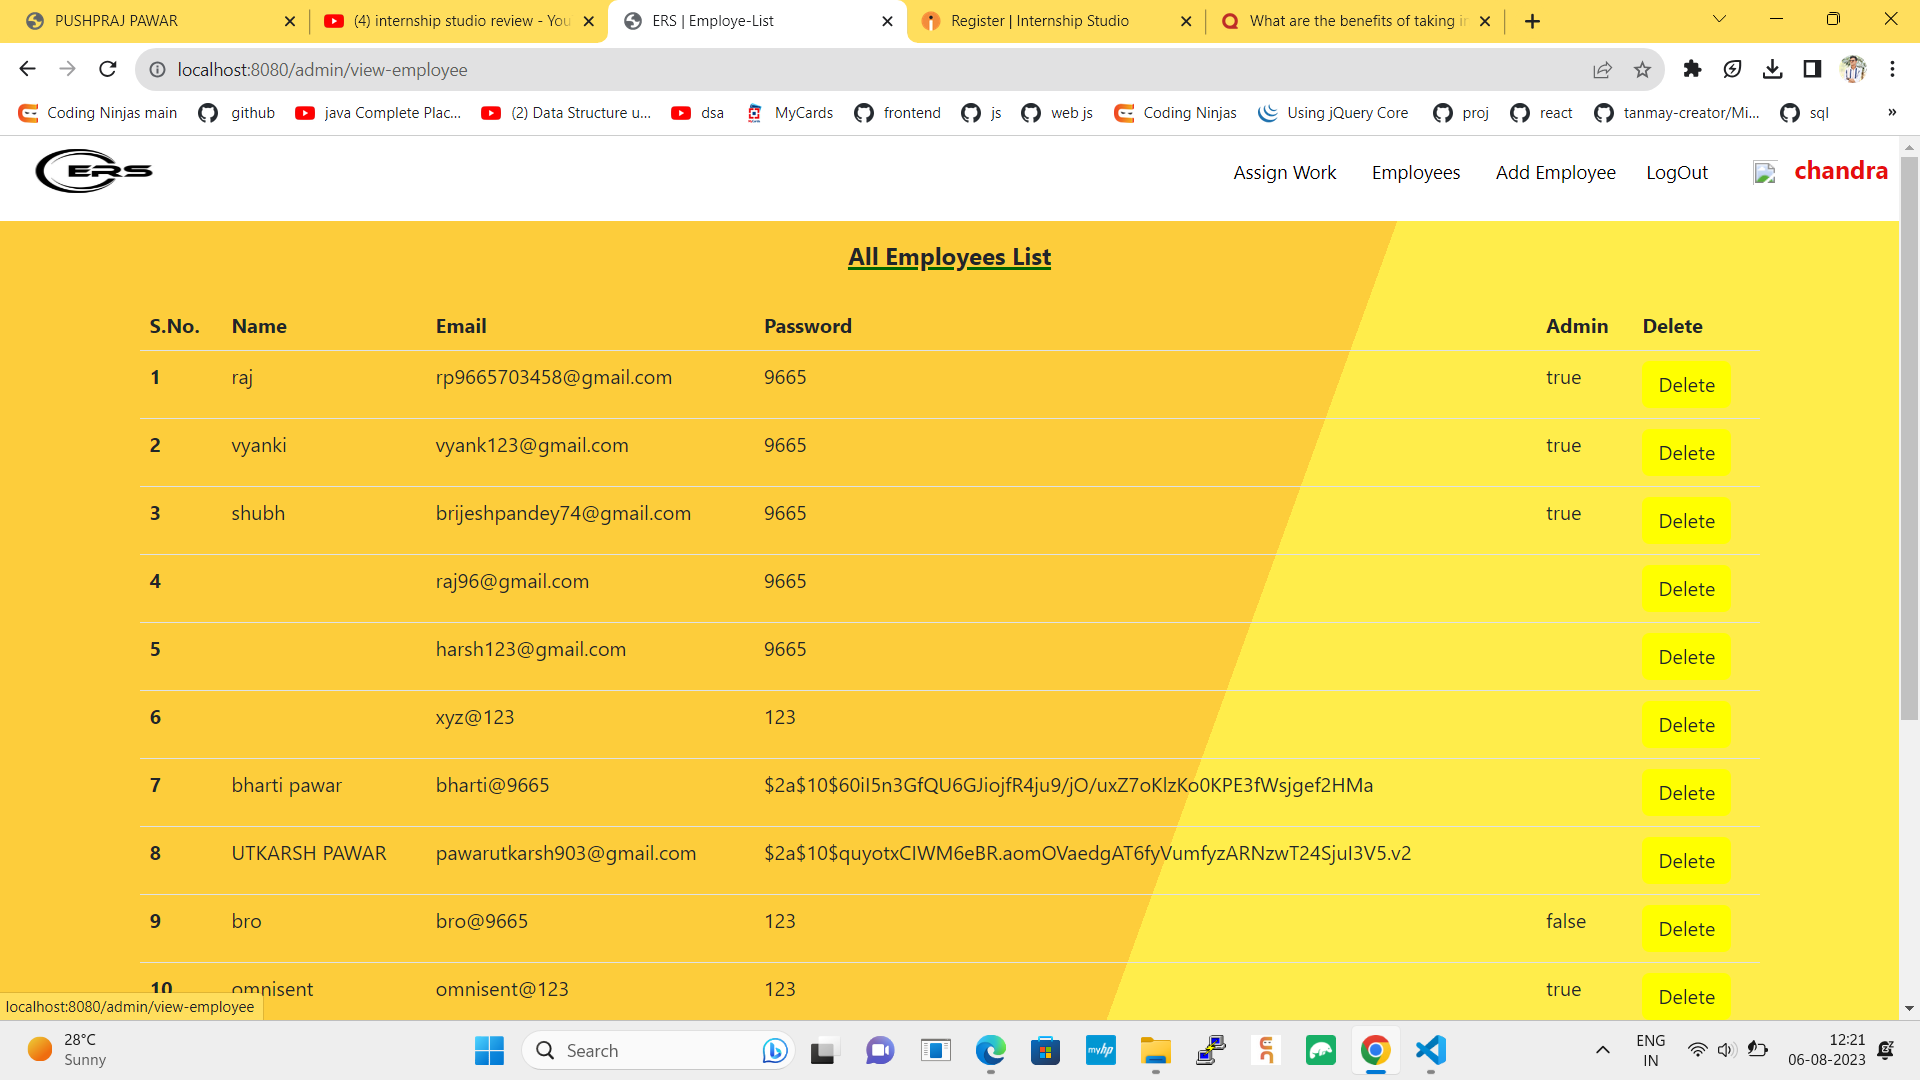 PUSHPRAJ PAWAR
(4) internship studio review - You
ERS | Employe-List
Register | Internship Studio
What are the benefits of taking in
localhost:8080/admin/view-employee
Coding Ninjas main
github
java Complete Plac...
(2) Data Structure u...
dsa
MyCards
frontend
js
web js
Coding Ninjas
Using jQuery Core
proj
react
tanmay-creator/Mi...
sql
»
ERS
Assign Work
Employees
Add Employee
LogOut
chandra
All Employees List
S.No. Name Email Password Admin Delete
1 raj rp9665703458@gmail.com 9665 true Delete
2 vyanki vyank123@gmail.com 9665 true Delete
3 shubh brijeshpandey74@gmail.com 9665 true Delete
4 raj96@gmail.com 9665 Delete
5 harsh123@gmail.com 9665 Delete
6 xyz@123 123 Delete
7 bharti pawar bharti@9665 $2a$10$60iI5n3GfQU6GJiojfR4ju9/jO/uxZ7oKlzKo0KPE3fWsjgef2HMa Delete
8 UTKARSH PAWAR pawarutkarsh903@gmail.com $2a$10$quyotxCIWM6eBR.aomOVaedgAT6fyVumfyzARNzwT24SjuI3V5.v2 Delete
9 bro bro@9665 123 false Delete
10 omnisent omnisent@123 123 true Delete
localhost:8080/admin/view-employee
28°C
Sunny
Search
myhp
ENG
IN
12:21
06-08-2023